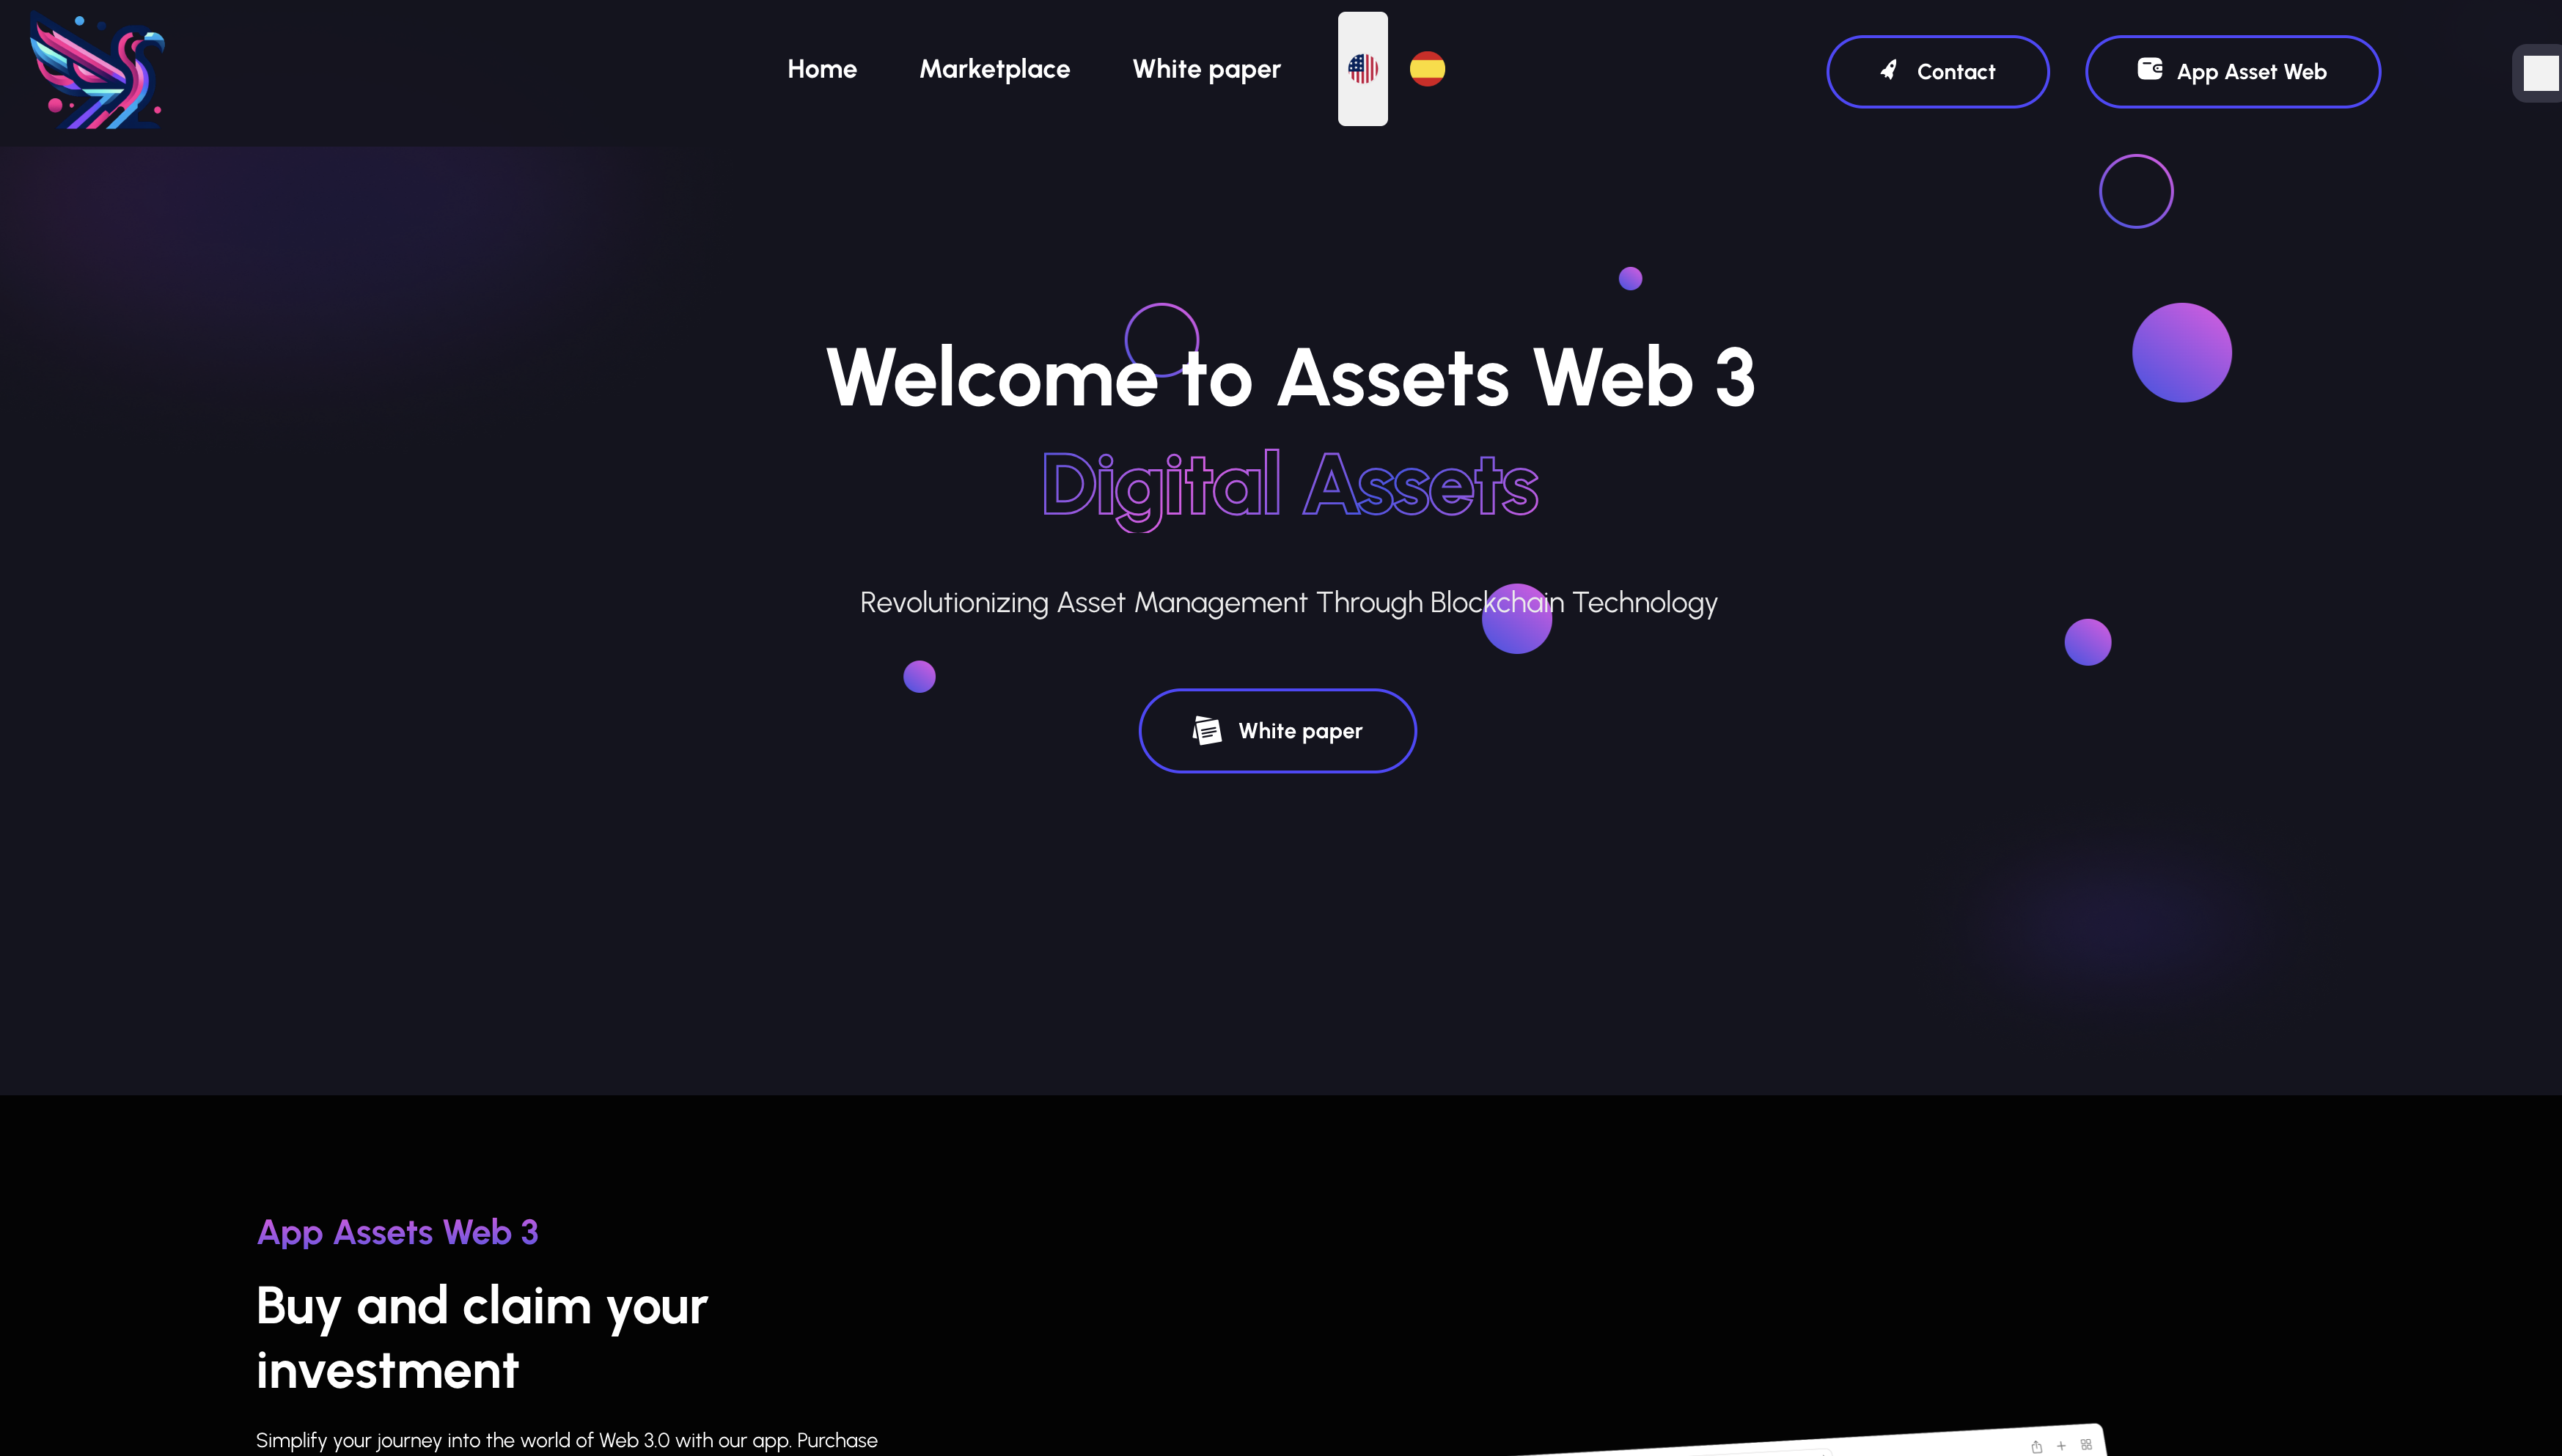 Home Marketplace White paper Contact App Asset Web
Welcome to Assets Web 3
Digital Assets
Revolutionizing Asset Management Through Blockchain Technology
White paper
App Assets Web 3
Buy and claim your
investment
Simplify your journey into the world of Web 3.0 with our app. Purchase